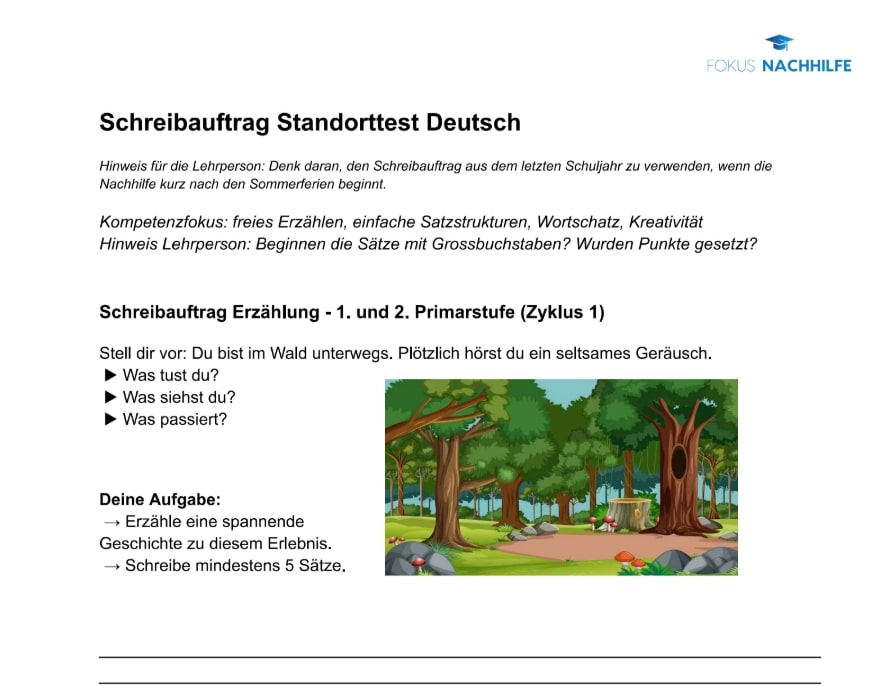 FOKUS NACHHILFE
Schreibauftrag Standorttest Deutsch
Hinweis für die Lehrperson: Denk daran, den Schreibauftrag aus dem letzten Schuljahr zu verwenden, wenn die
Nachhilfe kurz nach den Sommerferien beginnt.
Kompetenzfokus: freies Erzählen, einfache Satzstrukturen, Wortschatz, Kreativität
Hinweis Lehrperson: Beginnen die Sätze mit Grossbuchstaben? Wurden Punkte gesetzt?
Schreibauftrag Erzählung - 1. und 2. Primarstufe (Zyklus 1)
Stell dir vor: Du bist im Wald unterwegs. Plötzlich hörst du ein seltsames Geräusch.
▶ Was tust du?
▶ Was siehst du?
▶ Was passiert?
Deine Aufgabe:
→ Erzähle eine spannende
Geschichte zu diesem Erlebnis.
→ Schreibe mindestens 5 Sätze.